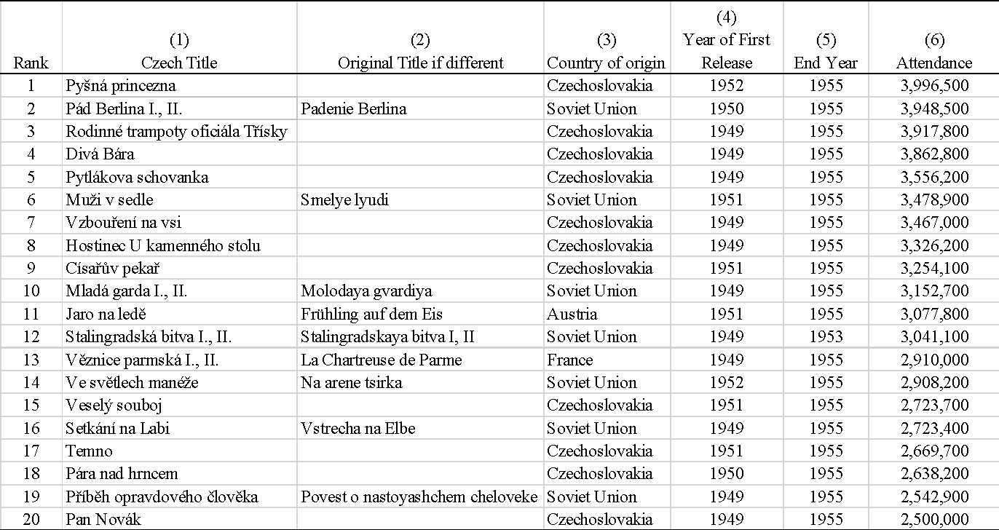 (4)
(1) (2) (3) Year of First (5) (6)
Rank Czech Title Original Title if different Country of origin Release End Year Attendance
1 Pyšná princezna Czechoslovakia 1952 1955 3,996,500
2 Pád Berlina I., II. Padenie Berlina Soviet Union 1950 1955 3,948,500
3 Rodinné trampoty oficiála Třísky Czechoslovakia 1949 1955 3,917,800
4 Divá Bára Czechoslovakia 1949 1955 3,862,800
5 Pytlákova schovanka Czechoslovakia 1949 1955 3,556,200
6 Muži v sedle Smelye lyudi Soviet Union 1951 1955 3,478,900
7 Vzbouření na vsi Czechoslovakia 1949 1955 3,467,000
8 Hostinec U kamenného stolu Czechoslovakia 1949 1955 3,326,200
9 Císařův pekař Czechoslovakia 1951 1955 3,254,100
10 Mladá garda I., II. Molodaya gvardiya Soviet Union 1949 1955 3,152,700
11 Jaro na ledě Frühling auf dem Eis Austria 1951 1955 3,077,800
12 Stalingradská bitva I., II. Stalingradskaya bitva I, II Soviet Union 1949 1953 3,041,100
13 Věznice parmská I., II. La Chartreuse de Parme France 1949 1955 2,910,000
14 Ve světlech manéže Na arene tsirka Soviet Union 1952 1955 2,908,200
15 Veselý souboj Czechoslovakia 1951 1955 2,723,700
16 Setkání na Labi Vstrecha na Elbe Soviet Union 1949 1955 2,723,400
17 Temno Czechoslovakia 1951 1955 2,669,700
18 Pára nad hrncem Czechoslovakia 1950 1955 2,638,200
19 Příběh opravdového člověka Povest o nastoyashchem cheloveke Soviet Union 1949 1955 2,542,900
20 Pan Novák Czechoslovakia 1949 1955 2,500,000